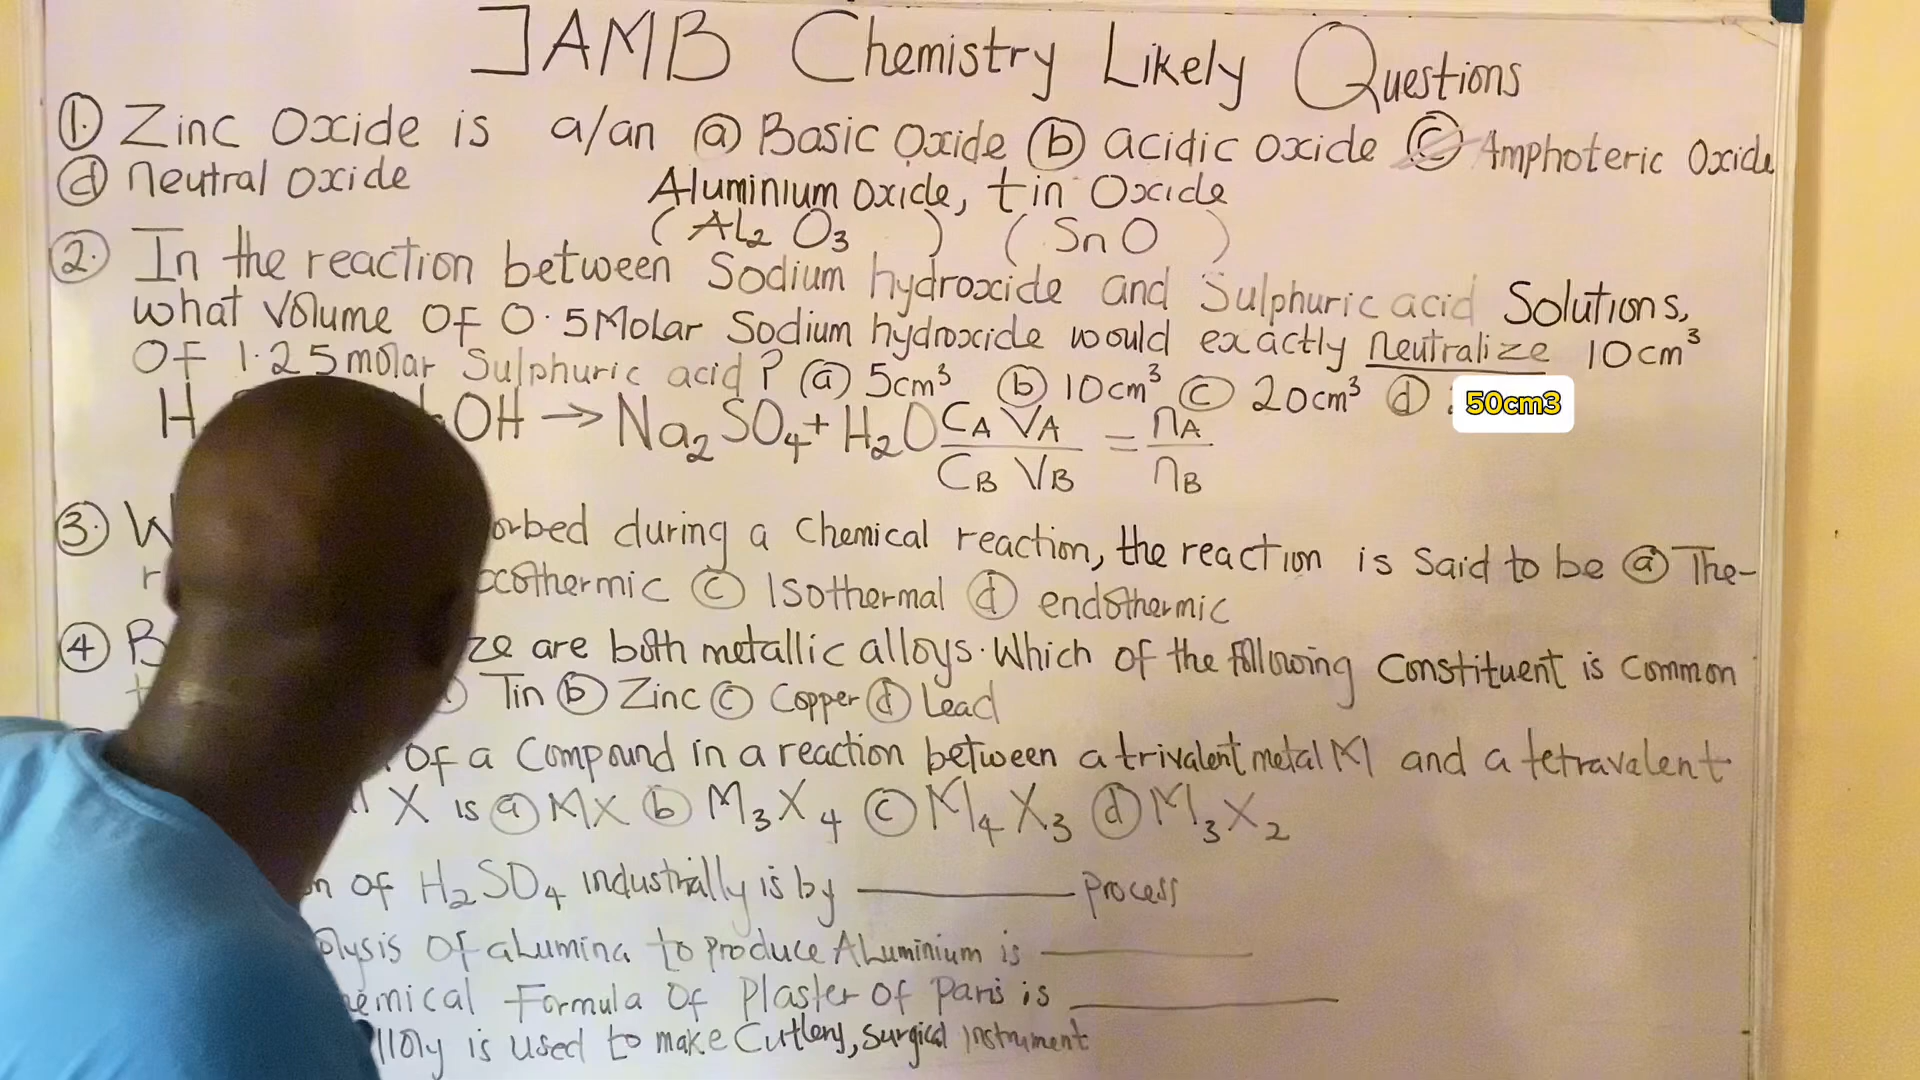 JAMB Chemistry Likely Questions
1. Zinc Oxide is a/an (a) Basic Oxide (b) acidic oxide (c) Amphoteric Oxide
(d) neutral oxide
Aluminium oxide, tin Oxide
(Al₂O₃) (SnO)
2. In the reaction between Sodium hydroxide and Sulphuric acid Solutions,
what volume of 0.5Molar Sodium hydroxide would exactly neutralize 10cm³
of 1.25molar Sulphuric acid? (a) 5cm³ (b) 10cm³ (c) 20cm³ (d) 50cm3
H OH → Na₂SO₄ + H₂O CA VA / CB VB = nA / nB
3. W orbed during a chemical reaction, the reaction is said to be (a) The-
r xothermic (c) Isothermal (d) endothermic
4 B ze are both metallic alloys. Which of the following constituent is common
t Tin (b) Zinc (c) Copper (d) Lead
of a compound in a reaction between a trivalent metal M and a tetravalent
X is (a) MX (b) M₃X₄ (c) M₄X₃ (d) M₃X₂
n of H₂SO₄ industrially is by ______ process
olysis of alumina to produce Aluminium is ______
emical Formula of Plaster of Paris is ______
lloy is used to make Cutlery, Surgical instrument